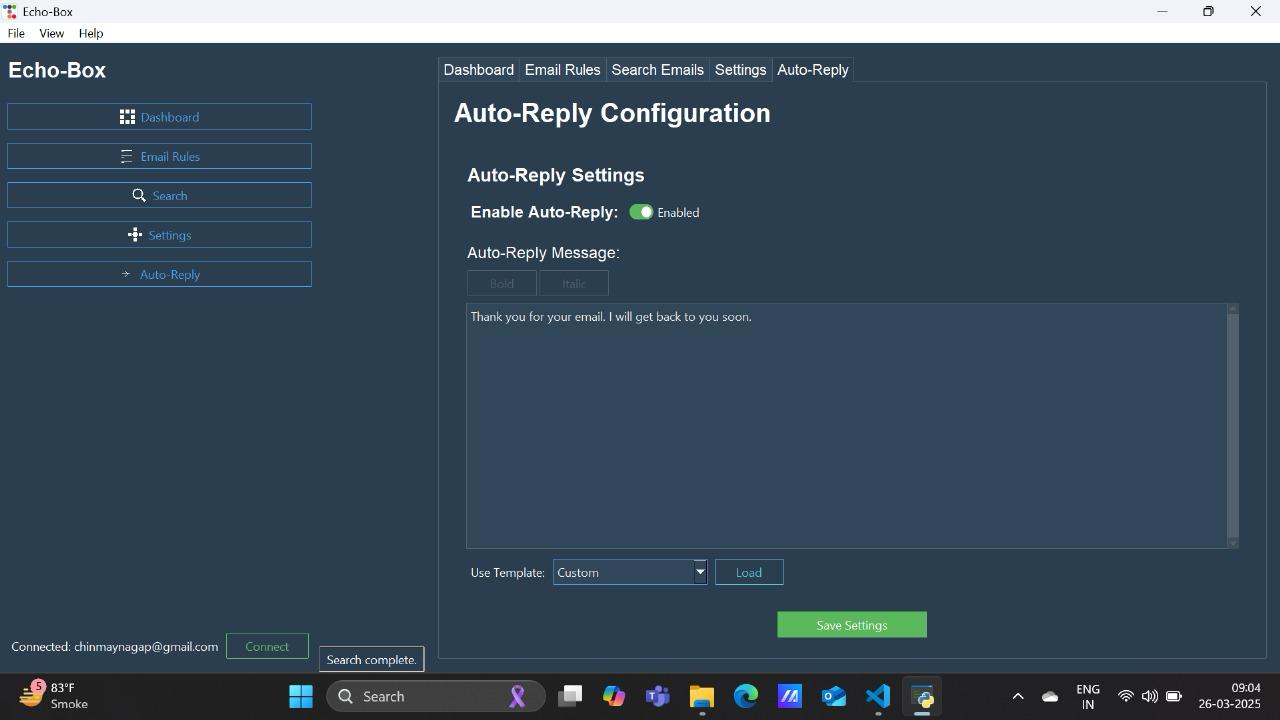 Echo-Box
File View Help
Echo-Box
Dashboard
Email Rules
Search
Settings
Auto-Reply
Dashboard Email Rules Search Emails Settings Auto-Reply
Auto-Reply Configuration
Auto-Reply Settings
Enable Auto-Reply: Enabled
Auto-Reply Message:
Bold Italic
Thank you for your email. I will get back to you soon.
Use Template: Custom Load
Save Settings
Connected: chinmaynagap@gmail.com Connect
Search complete.
5 83°F
Smoke
Search
ENG
IN
09:04
26-03-2025